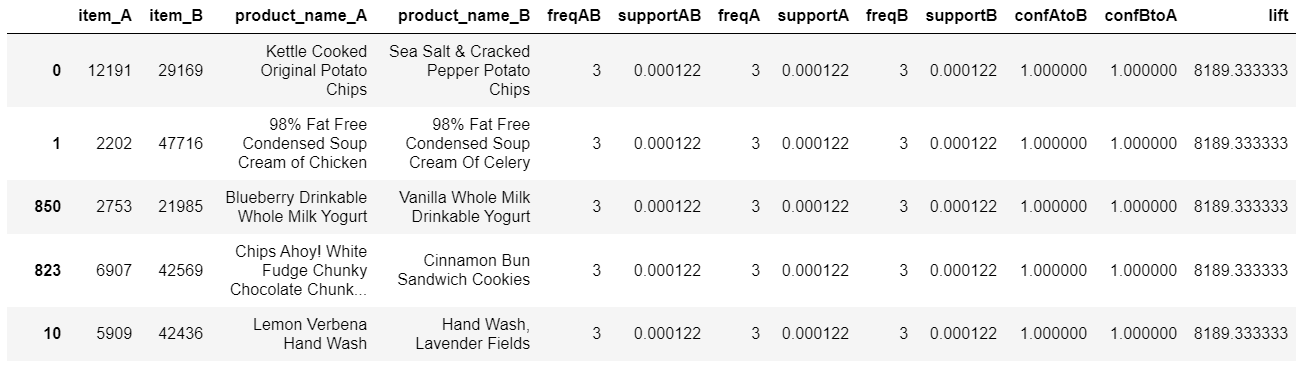 item_A item_B product_name_A product_name_B freqAB supportAB freqA supportA freqB supportB confAtoB confBtoA lift
0 12191 29169 Kettle Cooked Original Potato Chips Sea Salt & Cracked Pepper Potato Chips 3 0.000122 3 0.000122 3 0.000122 1.000000 1.000000 8189.333333
1 2202 47716 98% Fat Free Condensed Soup Cream of Chicken 98% Fat Free Condensed Soup Cream Of Celery 3 0.000122 3 0.000122 3 0.000122 1.000000 1.000000 8189.333333
850 2753 21985 Blueberry Drinkable Whole Milk Yogurt Vanilla Whole Milk Drinkable Yogurt 3 0.000122 3 0.000122 3 0.000122 1.000000 1.000000 8189.333333
823 6907 42569 Chips Ahoy! White Fudge Chunky Chocolate Chunk... Cinnamon Bun Sandwich Cookies 3 0.000122 3 0.000122 3 0.000122 1.000000 1.000000 8189.333333
10 5909 42436 Lemon Verbena Hand Wash Hand Wash, Lavender Fields 3 0.000122 3 0.000122 3 0.000122 1.000000 1.000000 8189.333333